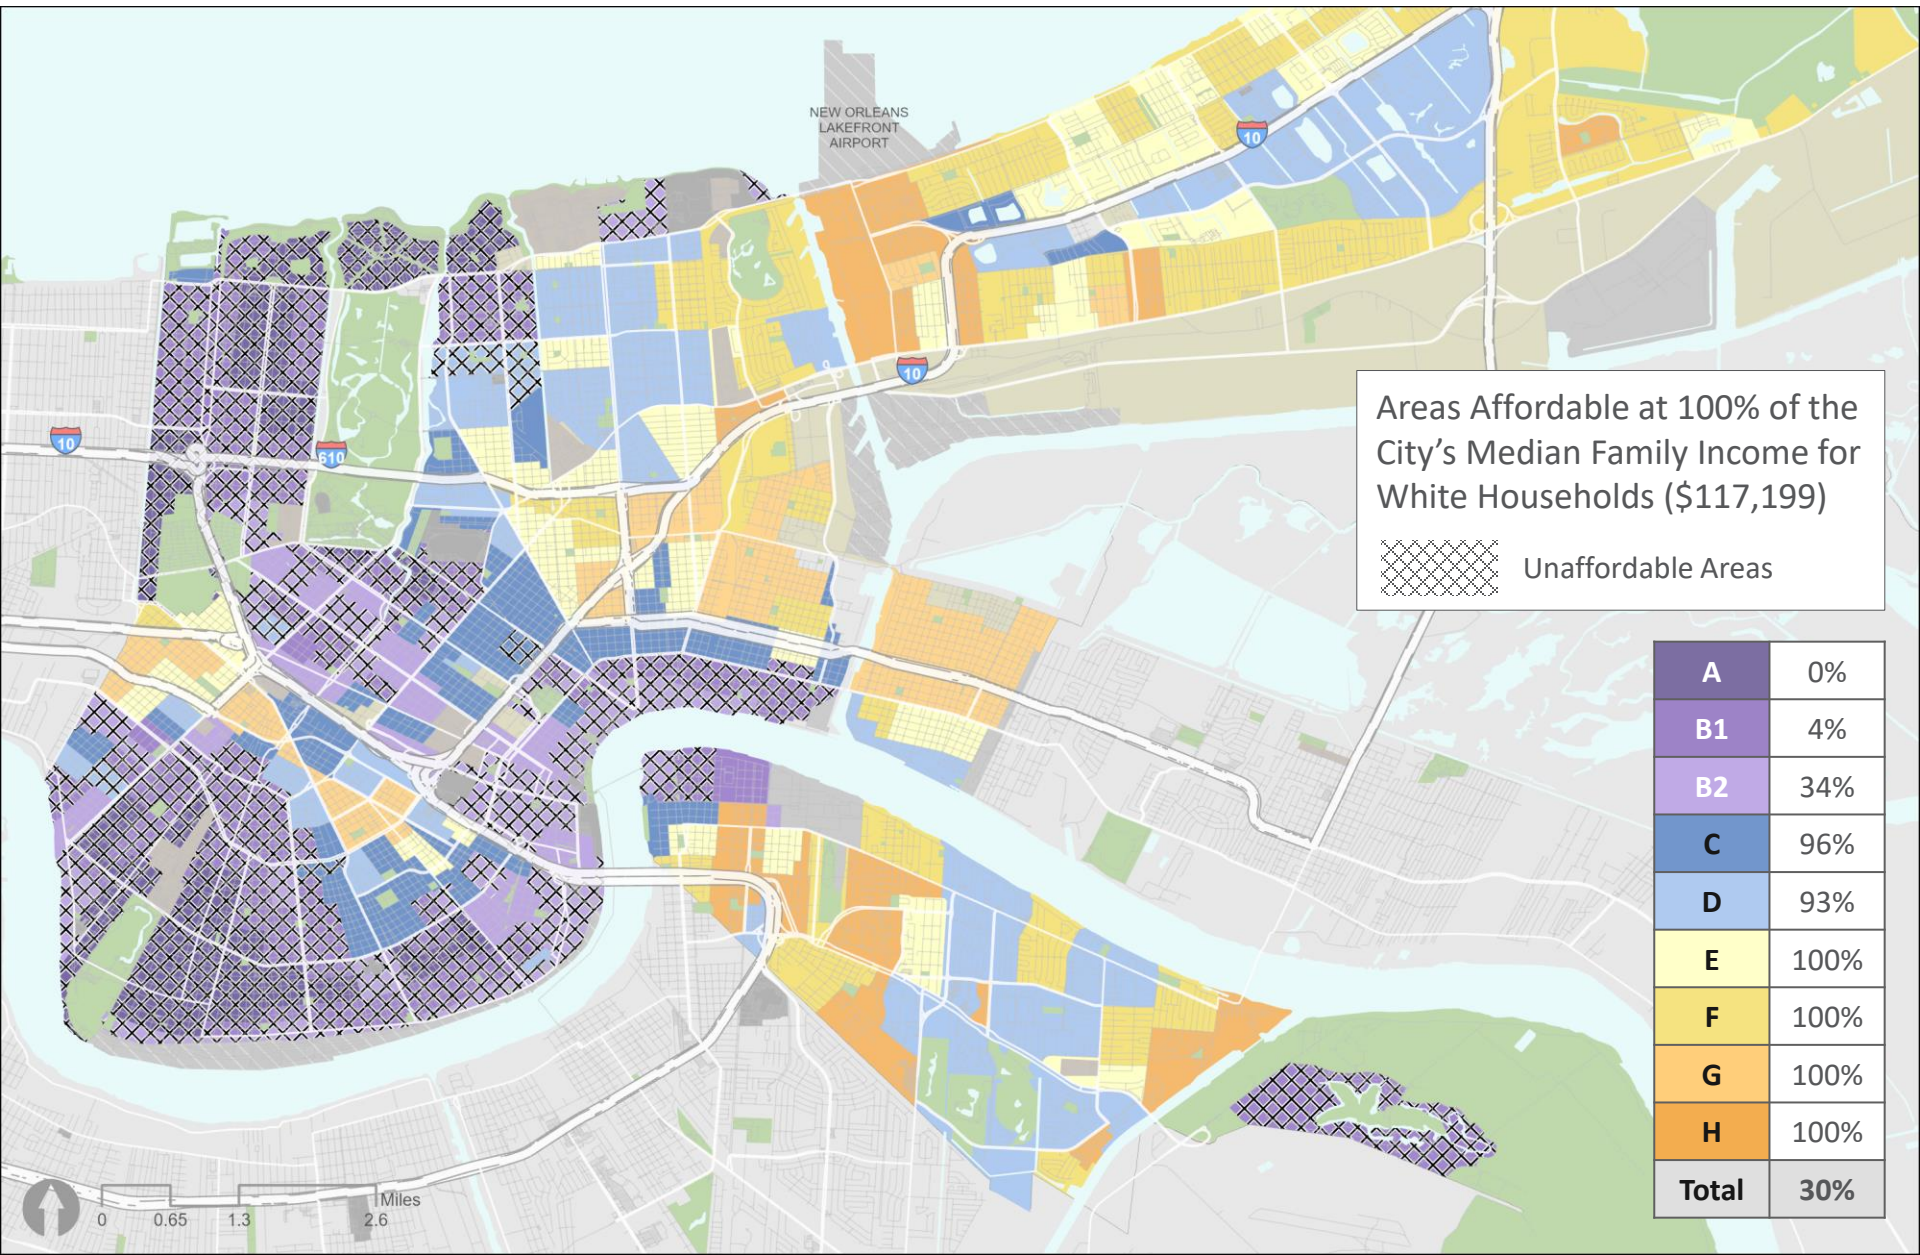 NEW ORLEANS
LAKEFRONT
AIRPORT
10
10
10
610
Areas Affordable at 100% of the
City's Median Family Income for
White Households ($117,199)
Unaffordable Areas
A 0%
B1 4%
B2 34%
C 96%
D 93%
E 100%
F 100%
G 100%
H 100%
Total 30%
Miles
0 0.65 1.3 2.6